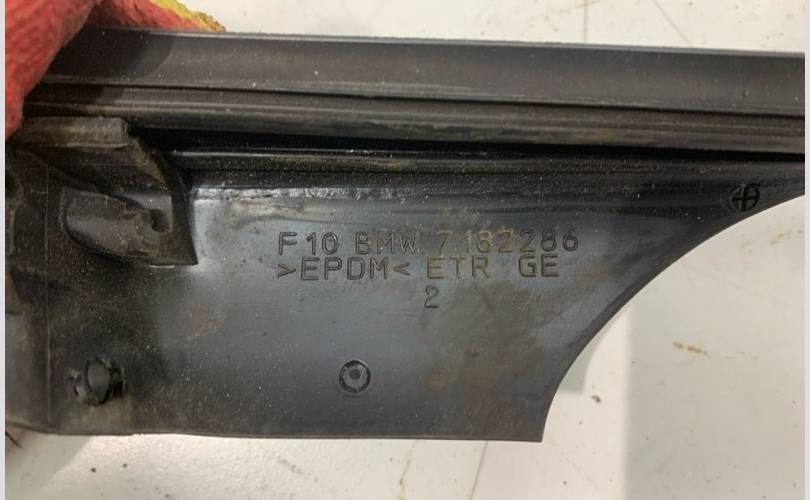 F10 BMW 7182286
>EPDM< ETR GE
2